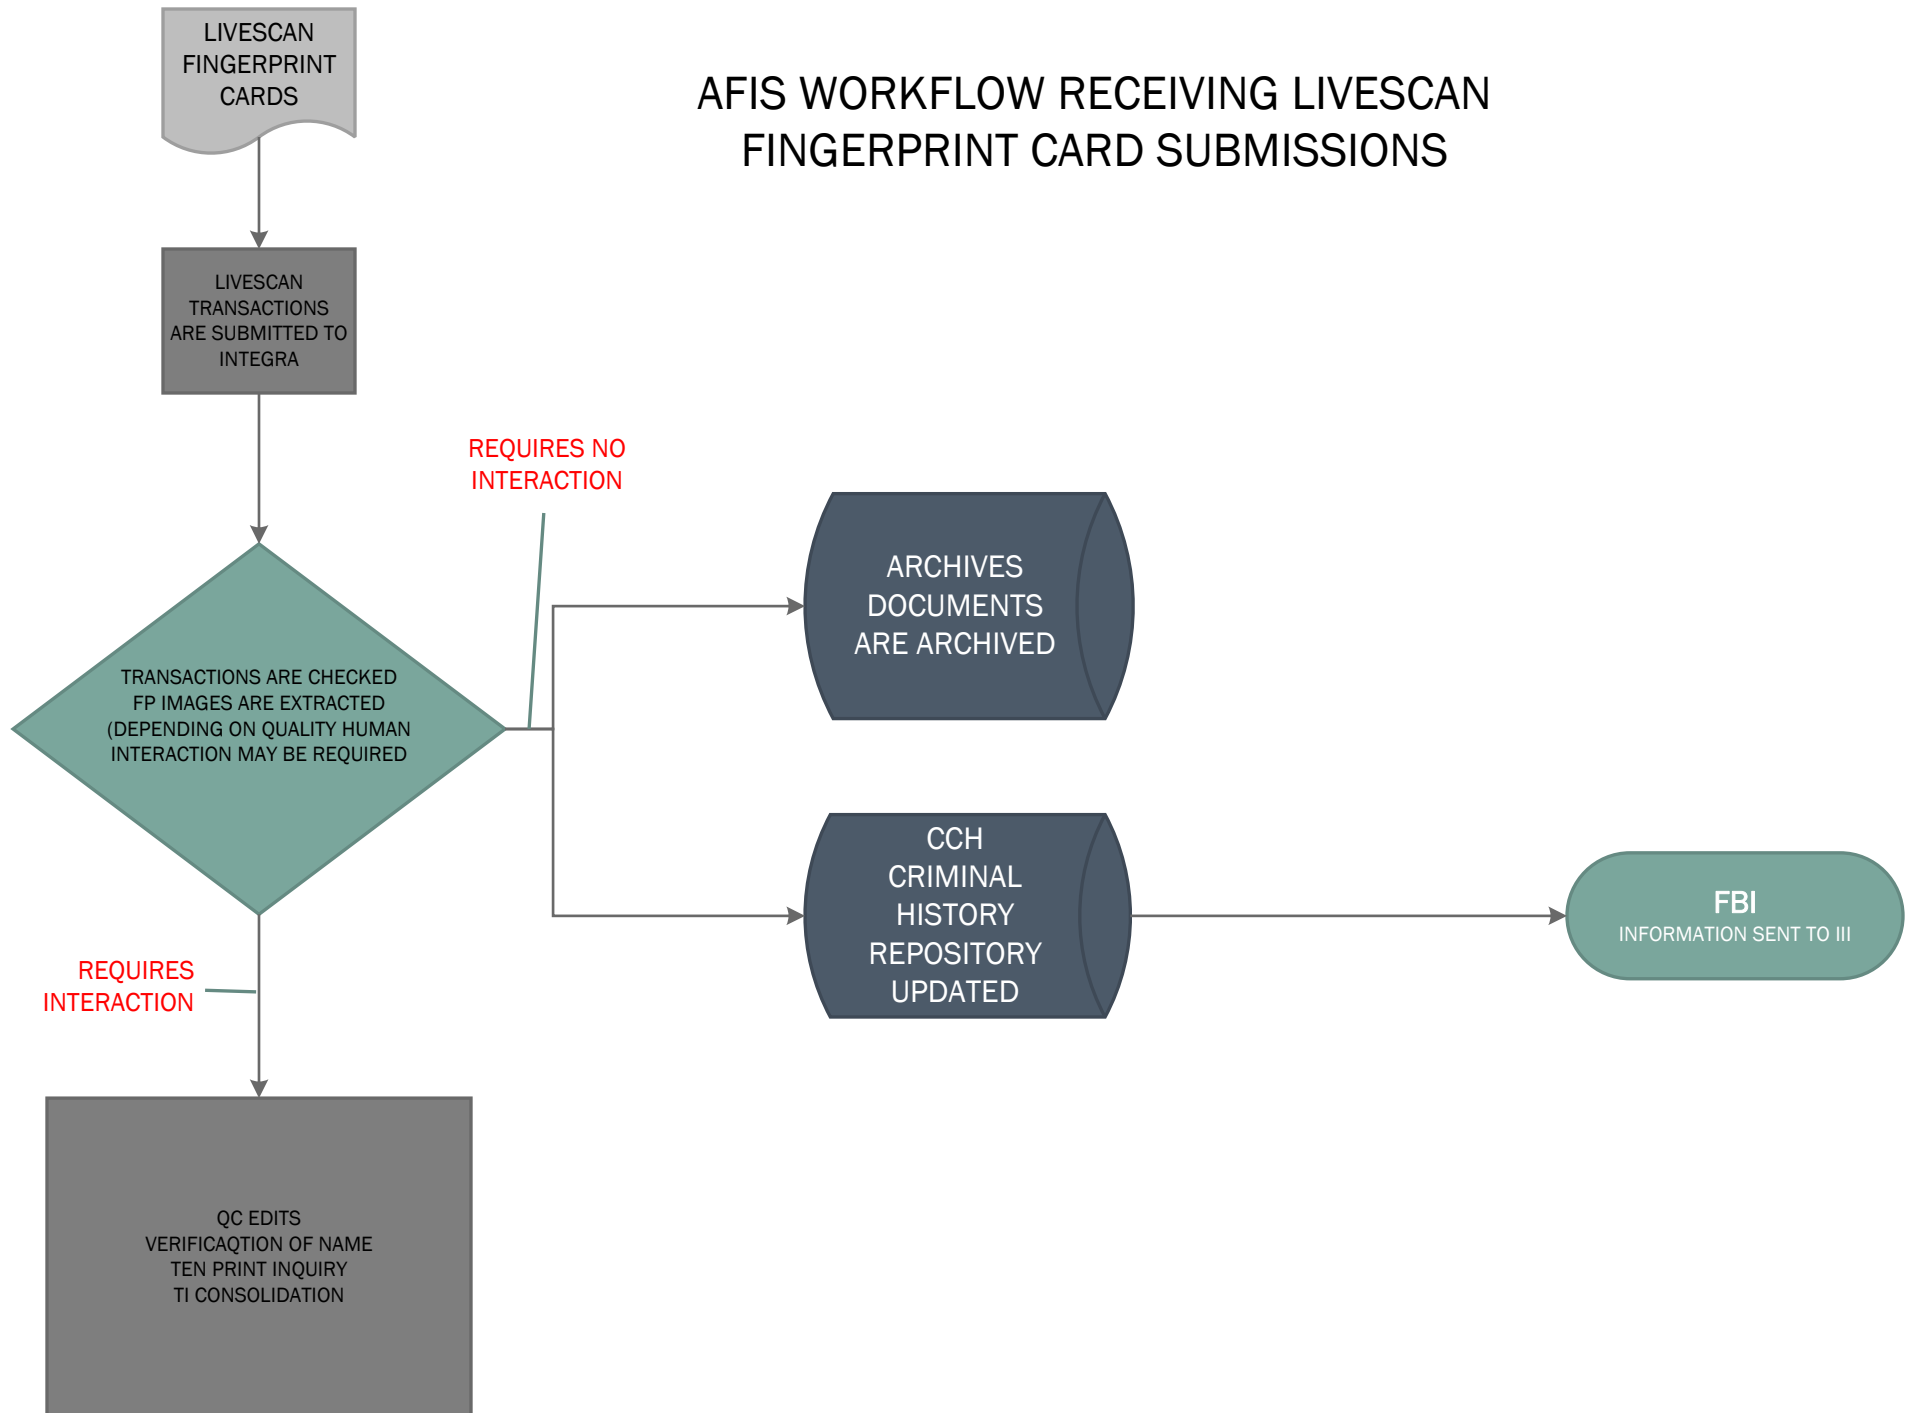 LIVESCAN
FINGERPRINT
CARDS
AFIS WORKFLOW RECEIVING LIVESCAN
FINGERPRINT CARD SUBMISSIONS
LIVESCAN
TRANSACTIONS
ARE SUBMITTED TO
INTEGRA
REQUIRES NO
INTERACTION
ARCHIVES
DOCUMENTS
ARE ARCHIVED
TRANSACTIONS ARE CHECKED
FP IMAGES ARE EXTRACTED
(DEPENDING ON QUALITY HUMAN
INTERACTION MAY BE REQUIRED
CCH
CRIMINAL
HISTORY
REPOSITORY
UPDATED
FBI
INFORMATION SENT TO III
REQUIRES
INTERACTION
QC EDITS
VERIFICAQTION OF NAME
TEN PRINT INQUIRY
TI CONSOLIDATION